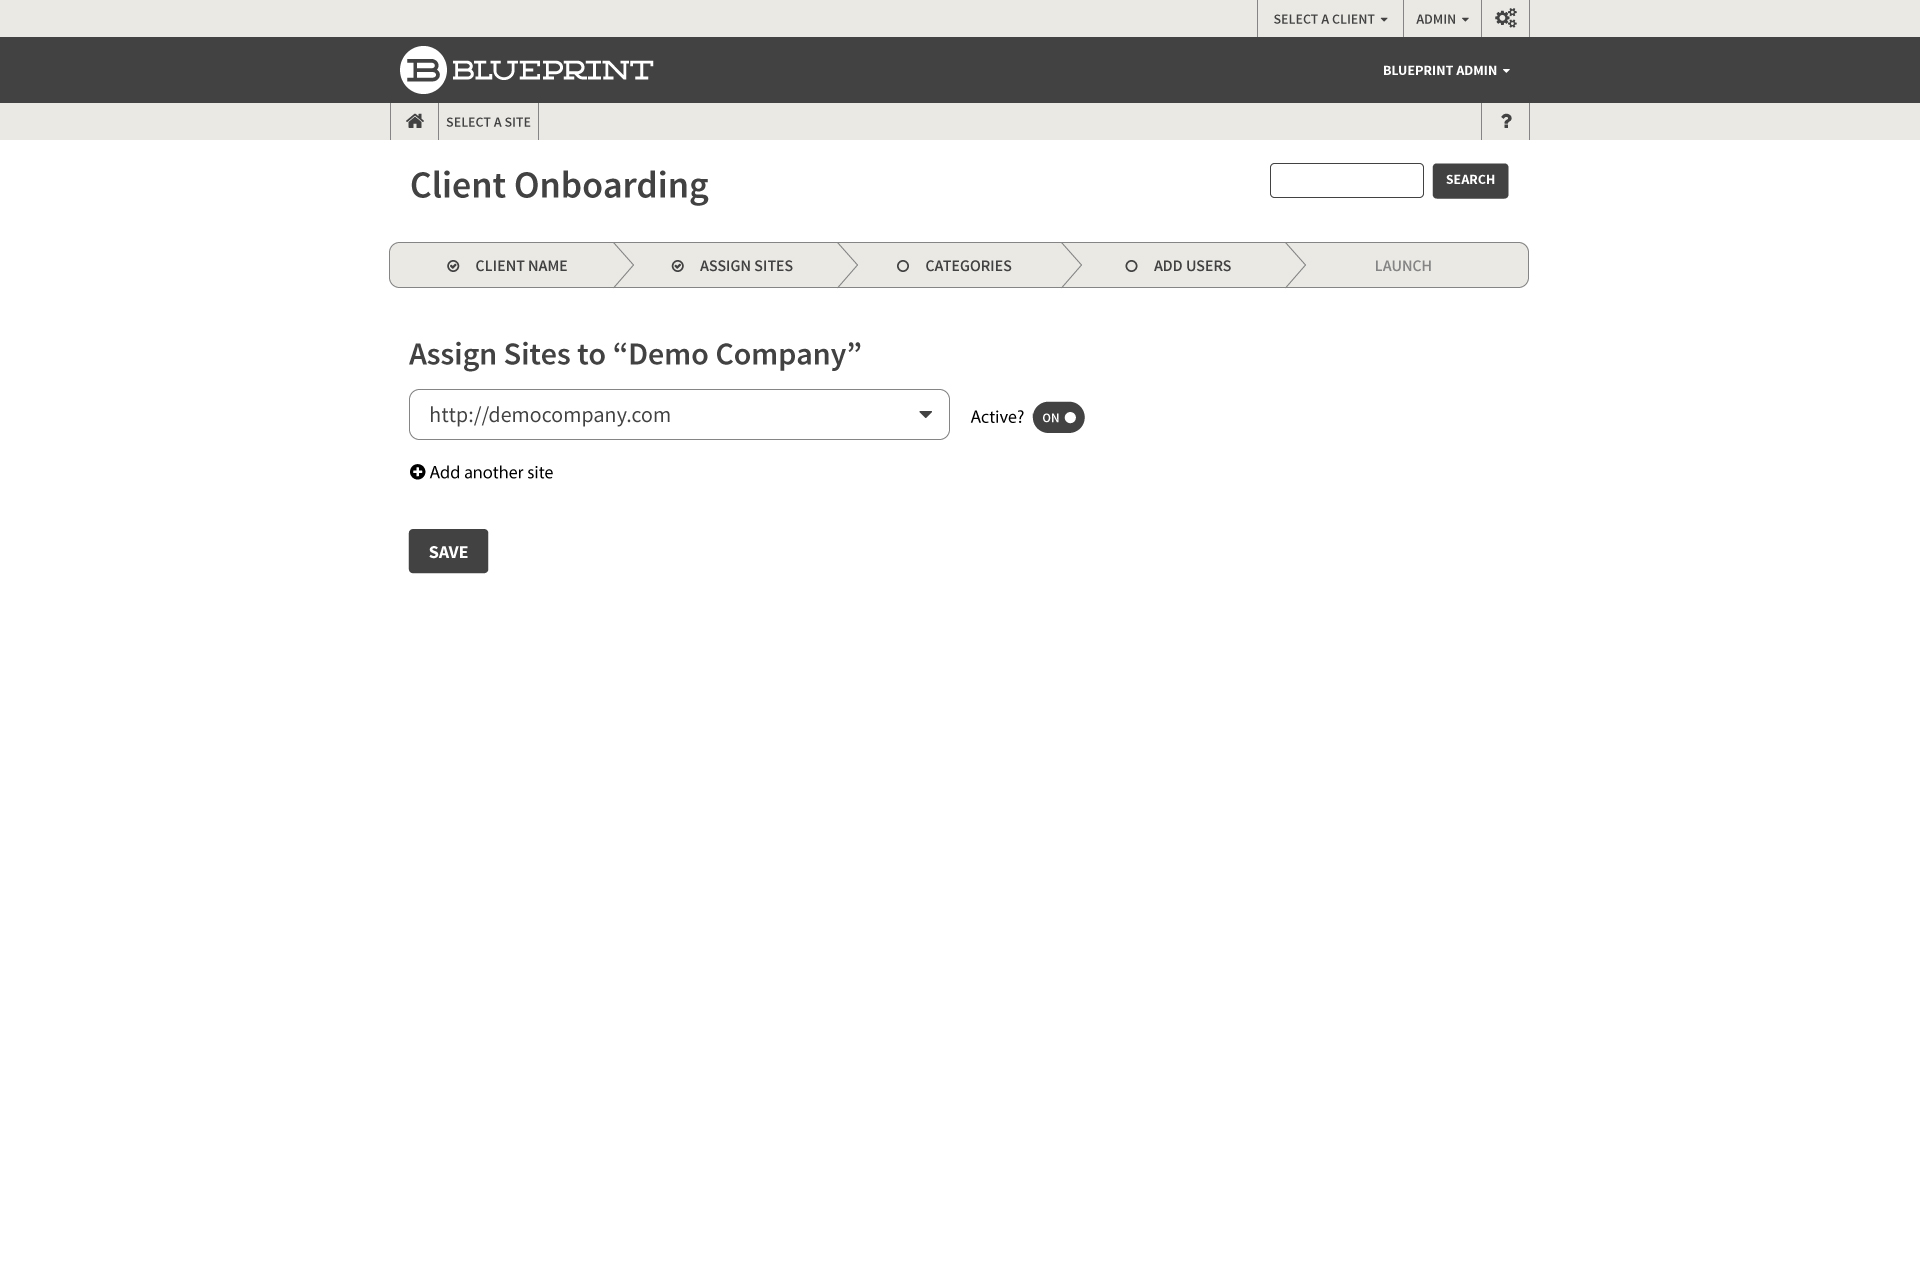 SELECT A CLIENT ADMIN
BLUEPRINT BLUEPRINT ADMIN
SELECT A SITE ?
Client Onboarding SEARCH
CLIENT NAME ASSIGN SITES CATEGORIES ADD USERS LAUNCH
Assign Sites to “Demo Company”
http://democompany.com Active? ON
Add another site
SAVE